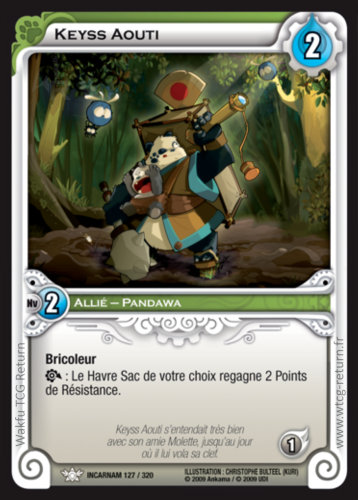 Keyss Aouti
2
Nv 2 Allié – Pandawa
Bricoleur
: Le Havre Sac de votre choix regagne 2 Points
de Résistance.
Keyss Aouti s'entendait très bien
avec son amie Molette, jusqu'au jour
où il lui vola sa clef.
1
INCARNAM 127 / 320
ILLUSTRATION : CHRISTOPHE BULTEEL (KURI)
© 2009 Ankama / © 2009 UDI
Wakfu TCG Return
www.wtcg-return.fr